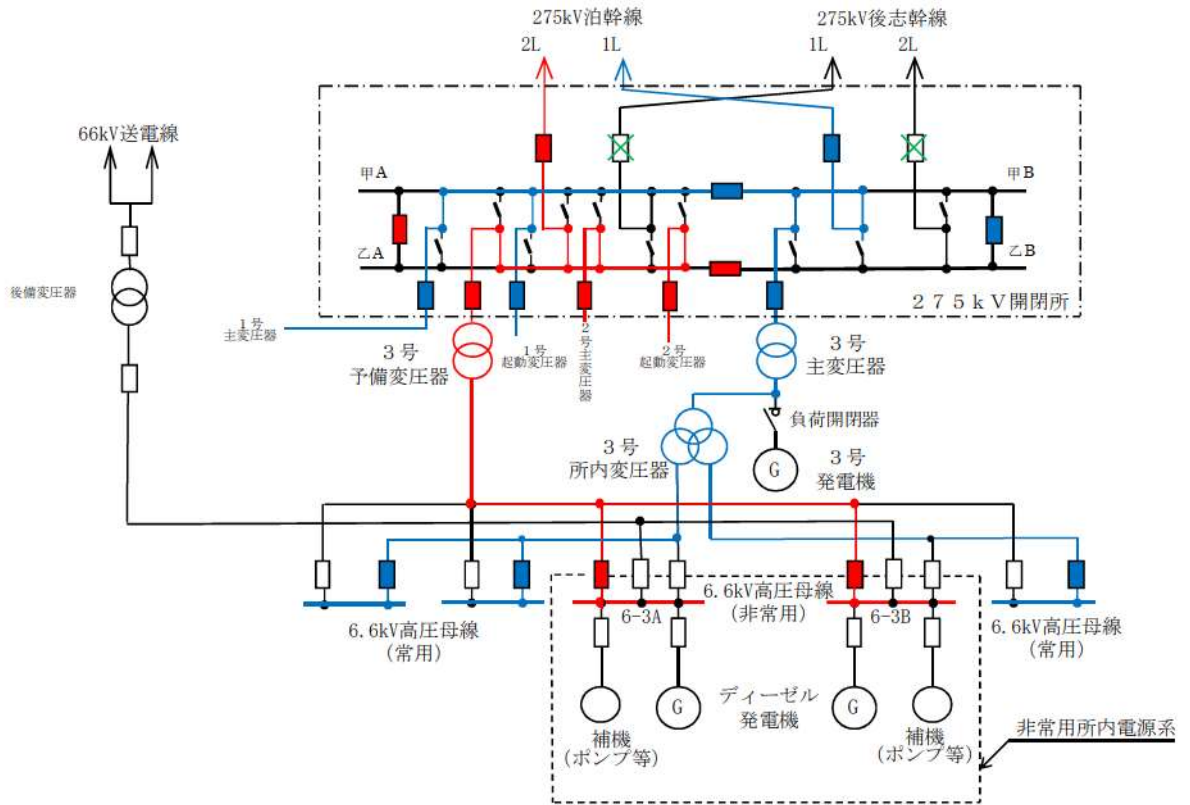 275kV泊幹線
275kV後志幹線
2L
1L
1L
2L
66kV送電線
甲A
甲B
乙A
乙B
275kV開閉所
後備変圧器
1号
主変圧器
3号
予備変圧器
1号
起動変圧器
2号主変圧器
2号
起動変圧器
3号
主変圧器
負荷開閉器
3号
所内変圧器
G
3号
発電機
6.6kV高圧母線
(常用)
6-3A
6.6kV高圧母線
(非常用)
6-3B
6.6kV高圧母線
(常用)
G
ディーゼル
発電機
G
補機
(ポンプ等)
補機
(ポンプ等)
非常用所内電源系